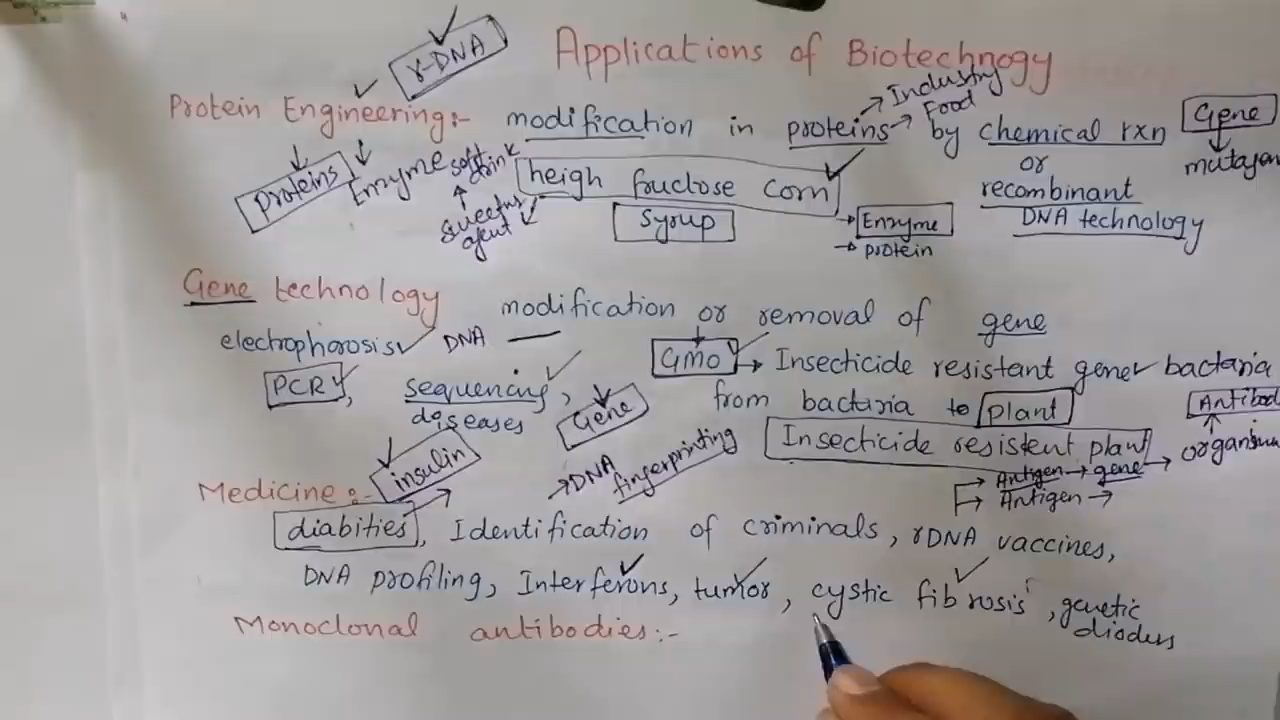 r-DNA
Applications of Biotechnogy
Protein Engineering:- modification in proteins by chemical rxn
Industry
Food
Gene
mutagen
or
recombinant
DNA technology
Proteins Enzyme
soft drink
heigh fructose corn
syrup
agent
Enzyme
protein
Gene technology
modification or removal of gene
electrophorosis DNA
GMO Insecticide resistant gene bactaria
PCR, sequencing,
from bactaria to plant
Antibod
diseases
Gene
Insecticide resistent plant
organism
insulin
DNA fingerprinting
Antigen gene
Antigen
Medicine:-
diabities, Identification of criminals, rDNA vaccines,
DNA profiling, Interferons, tumor, cystic fibrosis, genetic
Monoclonal antibodies:-